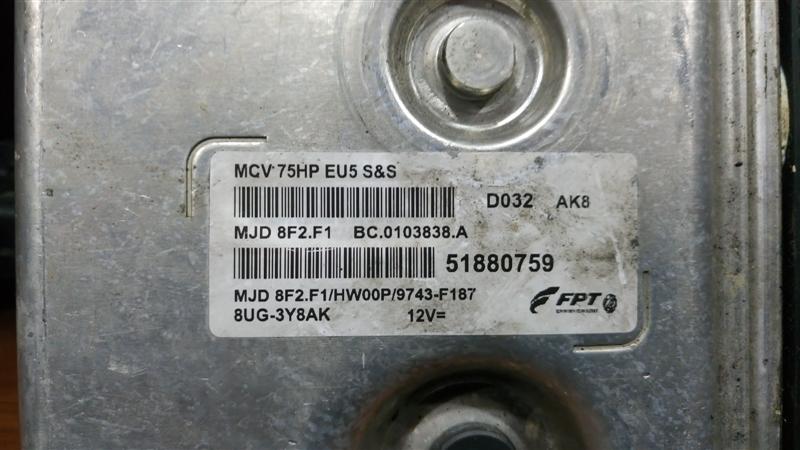 MCV 75HP EU5 S&S
D032 AK8
MJD 8F2.F1 BC.0103838.A
51880759
MJD 8F2.F1/HW00P/9743-F187
8UG-3Y8AK 12V=
FPT